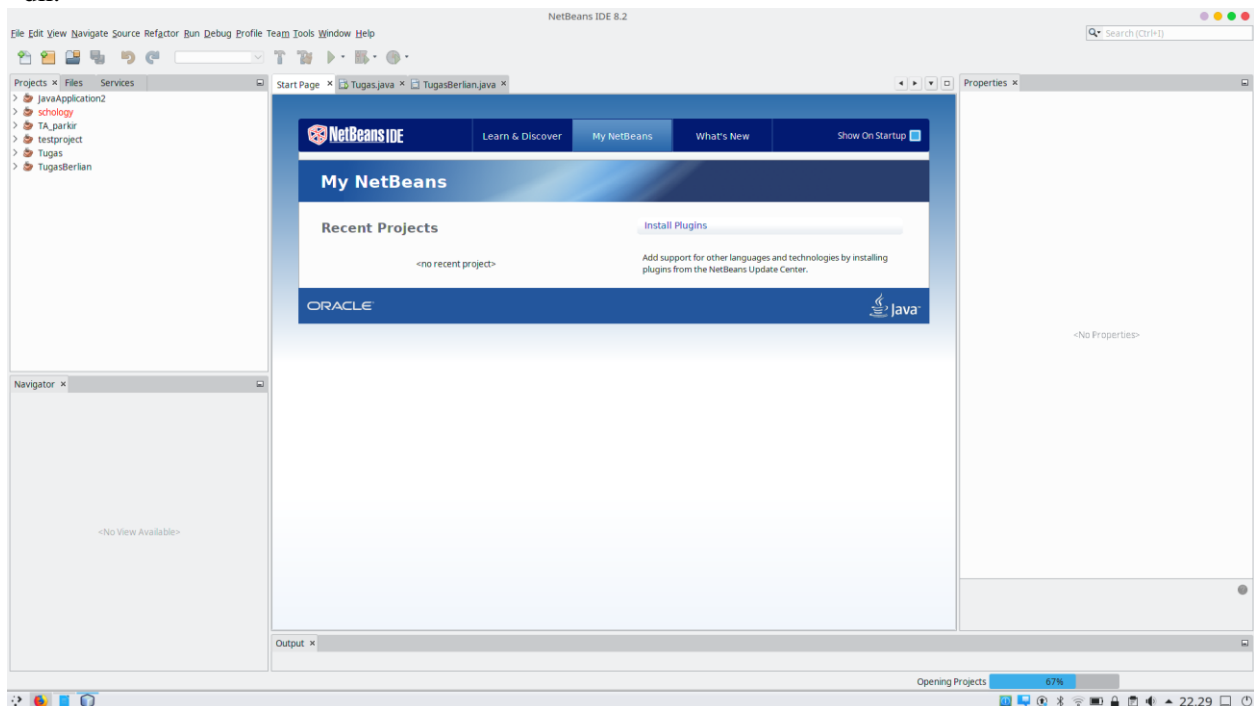 NetBeans IDE 8.2
File Edit View Navigate Source Refactor Run Debug Profile Team Tools Window Help
Search (Ctrl+I)
Projects Files Services
Start Page Tugas.java TugasBerlian.java
Properties
JavaApplication2
schology
TA_parkir
testproject
Tugas
TugasBerlian
NetBeans IDE
Learn & Discover
My NetBeans
What's New
Show On Startup
My NetBeans
Recent Projects
<no recent project>
Install Plugins
Add support for other languages and technologies by installing
plugins from the NetBeans Update Center.
ORACLE
Java
<No Properties>
Navigator
<No View Available>
Output
Opening Projects
67%
22.29